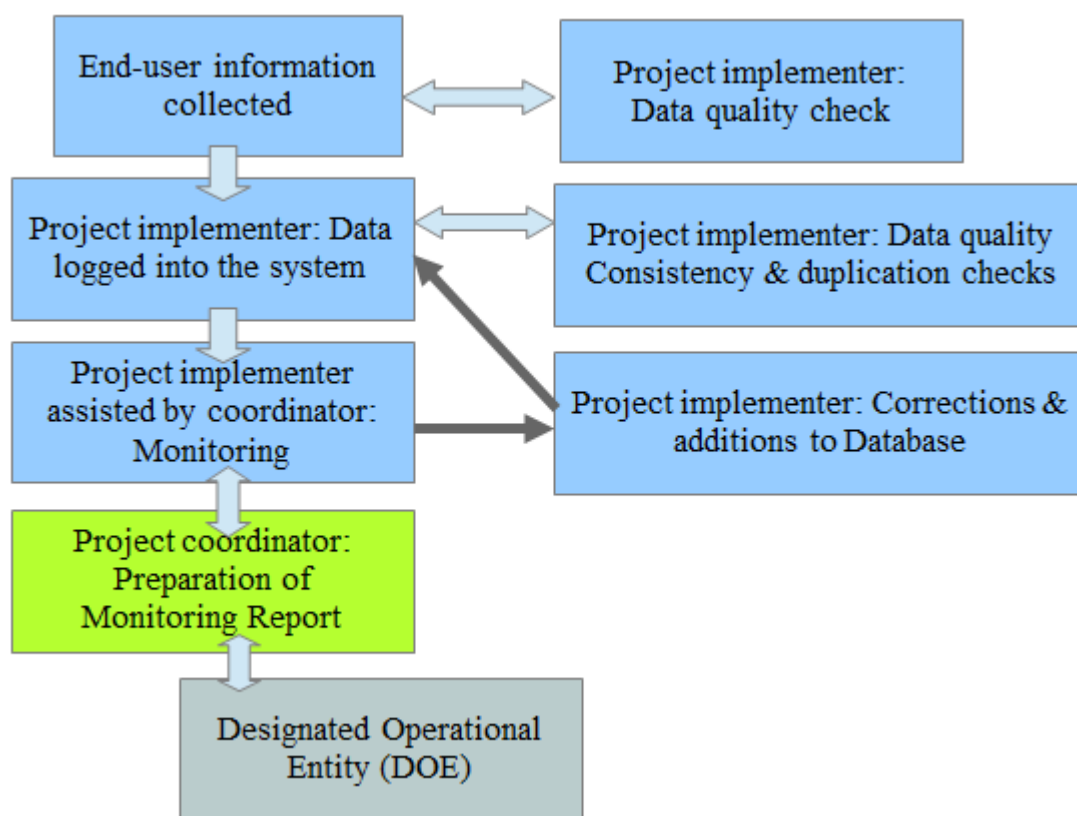 End-user information
collected
Project implementer:
Data quality check
Project implementer: Data
logged into the system
Project implementer: Data quality
Consistency & duplication checks
Project implementer
assisted by coordinator:
Monitoring
Project implementer: Corrections &
additions to Database
Project coordinator:
Preparation of
Monitoring Report
Designated Operational
Entity (DOE)